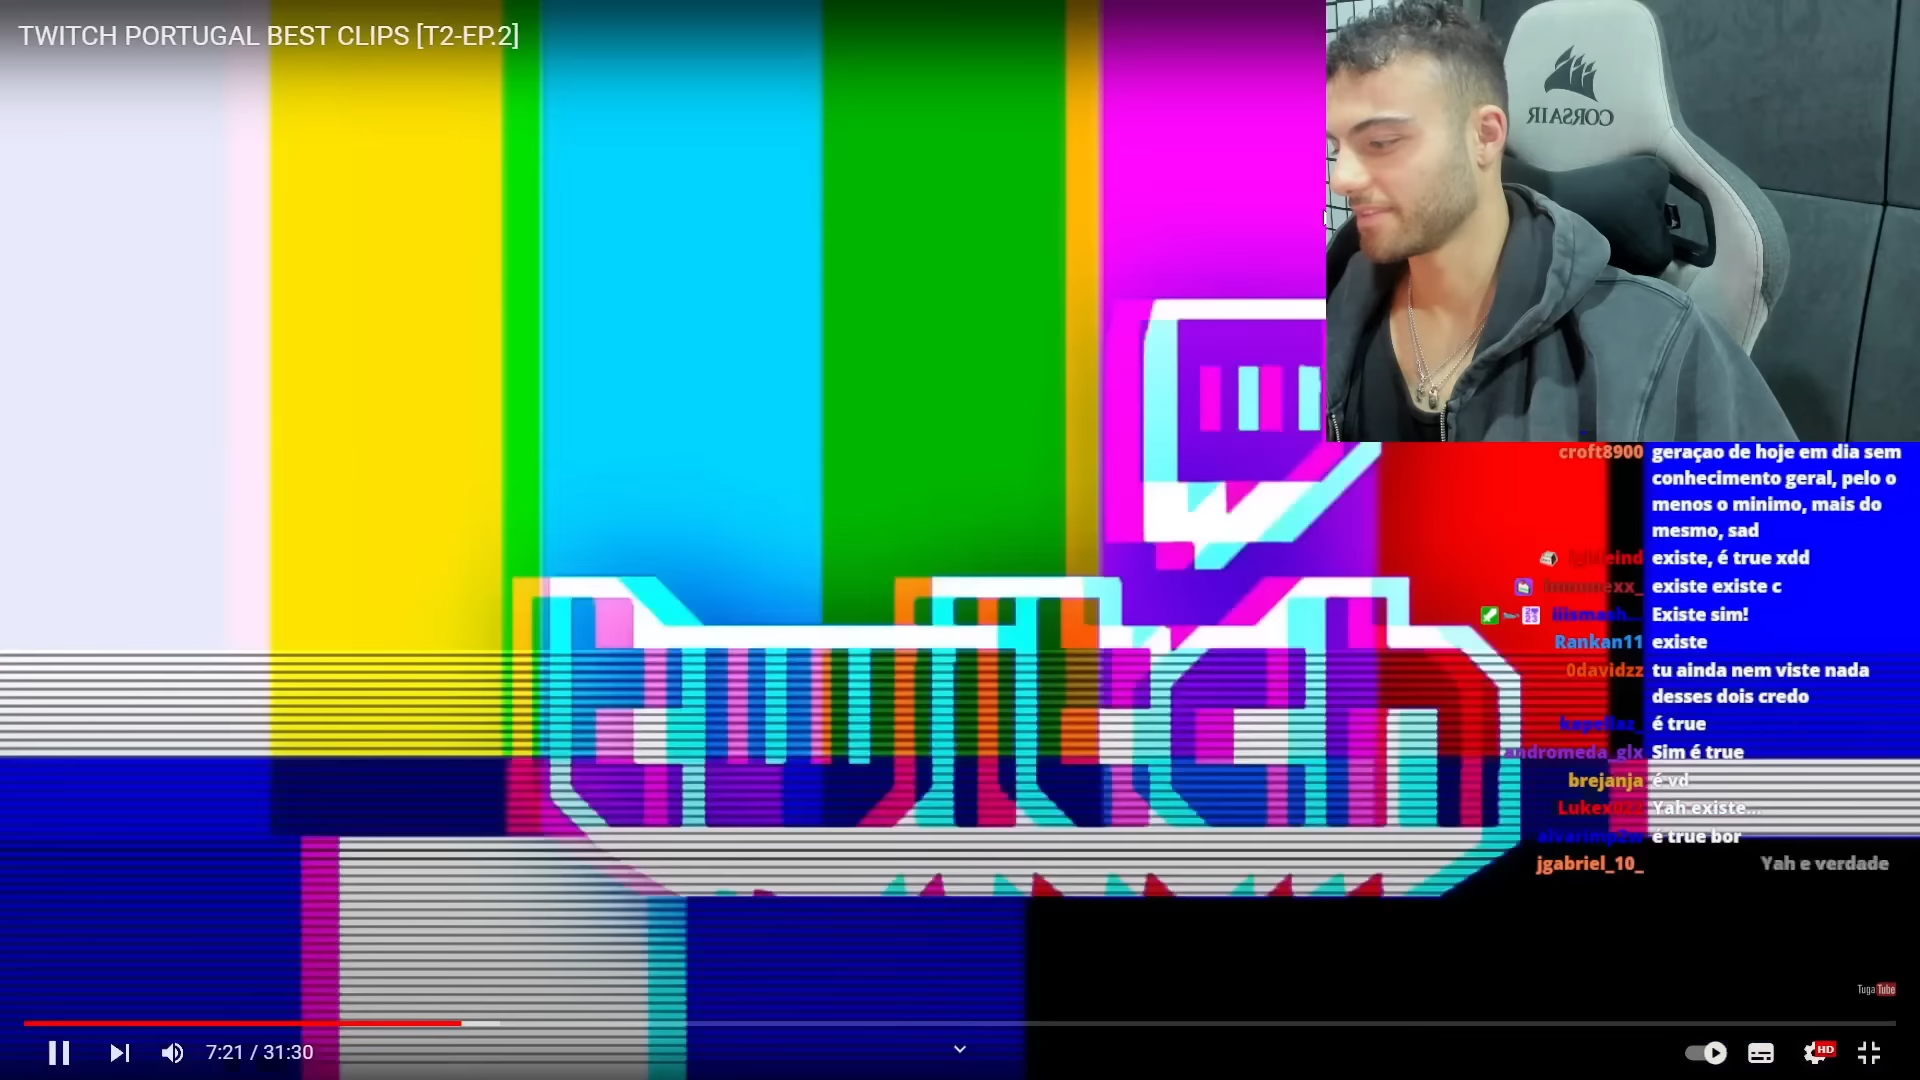 TWITCH PORTUGAL BEST CLIPS [T2-EP.2]
CORSAIR
twitch
croft8900 geraçao de hoje em dia sem
conhecimento geral, pelo o
menos o minimo, mais do
mesmo, sad
existe, é true xdd
existe existe c
Existe sim!
Rankan11 existe
0davidzz tu ainda nem viste nada
desses dois credo
é true
andromeda_glx Sim é true
brejanja é vd
Yah existe...
é true bor
jgabriel_10_ Yah e verdade
TugaTube
7:21 / 31:30
HD